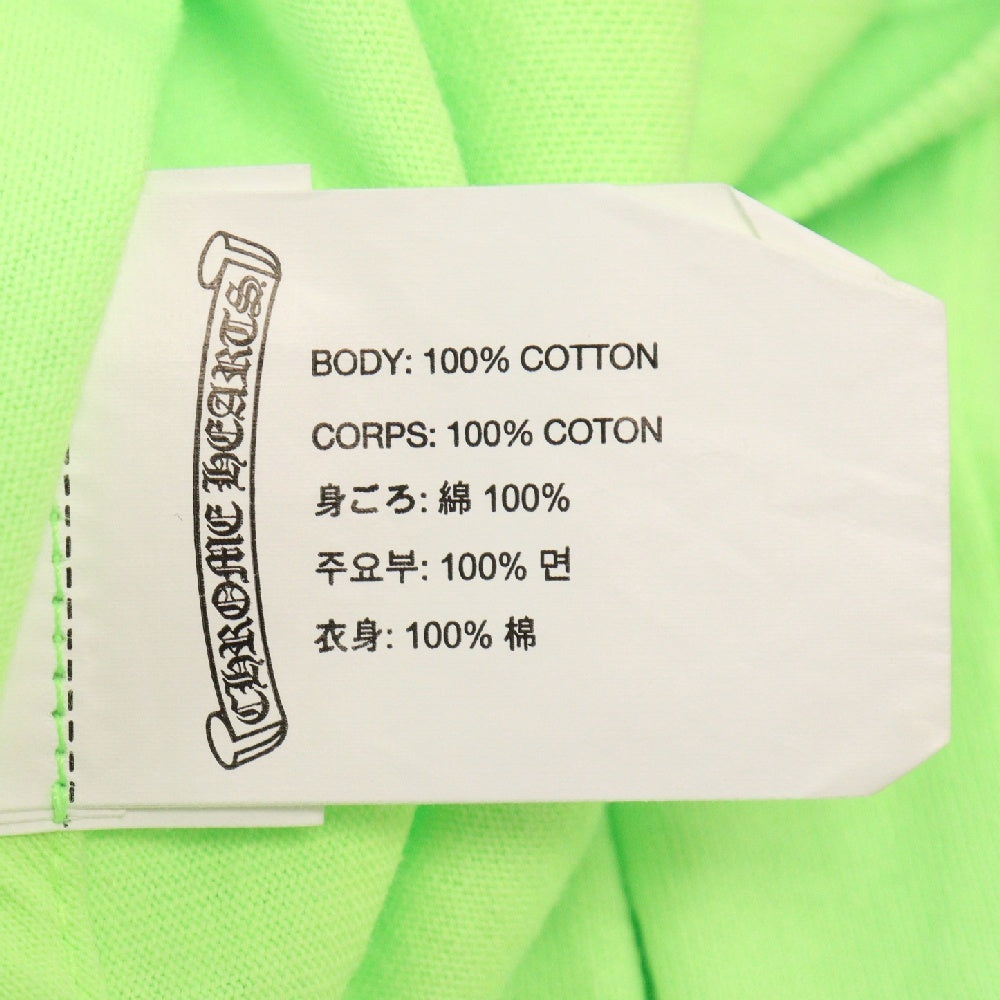 CHROME HEARTS
BODY: 100% COTTON
CORPS: 100% COTON
身ごろ: 綿 100%
주요부: 100% 면
衣身: 100% 棉